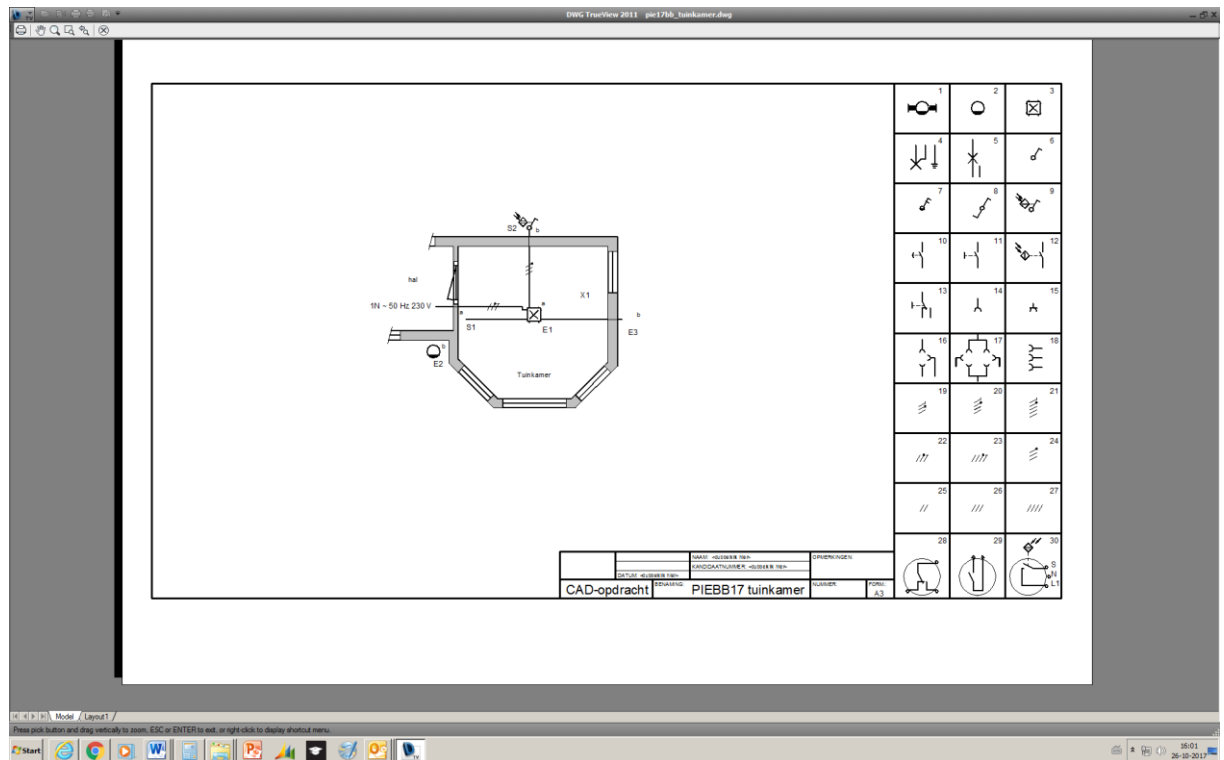 DWG TrueView 2011 pie17bb_tuinkamer.dwg
1
2
3
4
5
6
7
8
9
10
11
12
13
14
15
16
17
18
19
20
21
22
23
24
25
26
27
28
29
30
S
N
L1
S2
b
hal
1N ~ 50 Hz 230 V
a
a
X1
b
S1
E1
E3
b
E2
Tuinkamer
NAAM:
OPMERKINGEN:
KANDIDAATNUMMER:
DATUM:
CAD-opdracht
BENAMING:
PIEBB17 tuinkamer
NUMMER:
FORM.:
A3
Model
Layout1
Press pick button and drag vertically to zoom, ESC or ENTER to exit, or right-click to display shortcut menu.
Start
16:01
26-10-2017